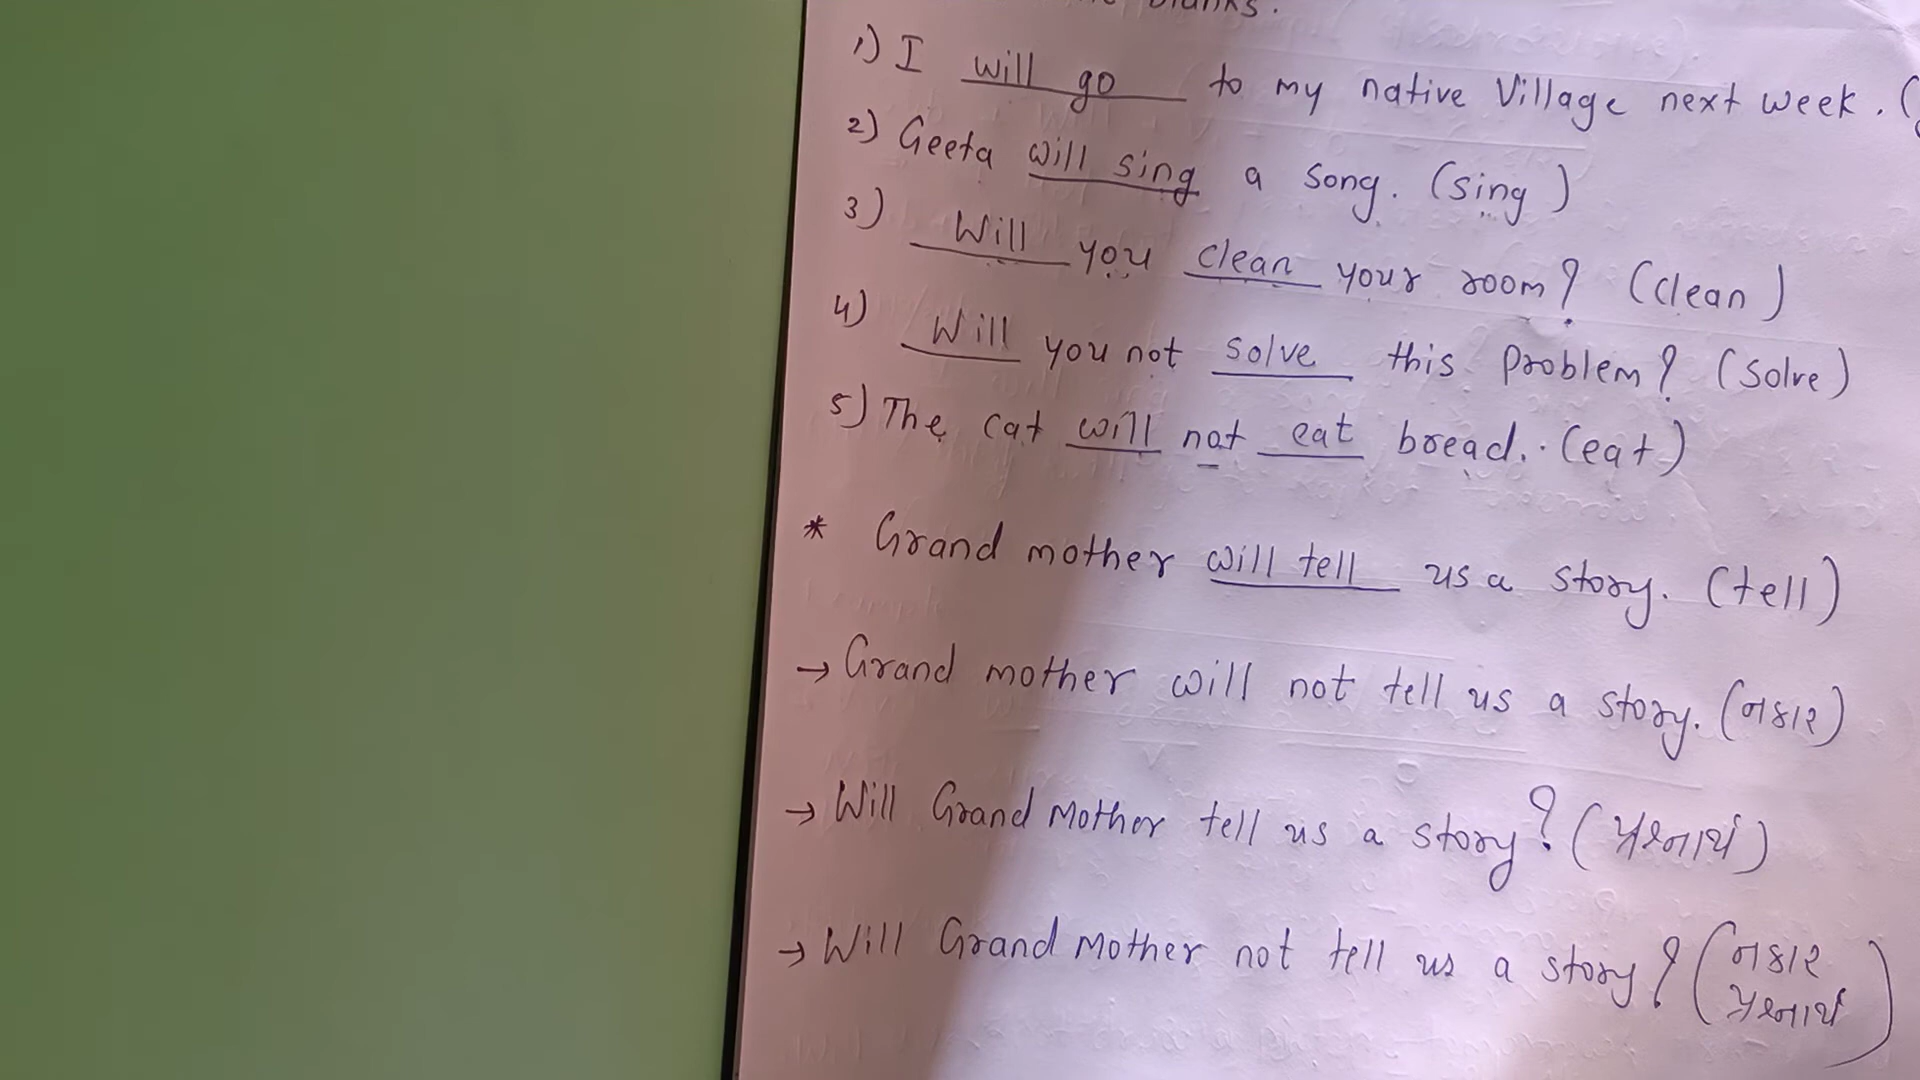 blanks.
1) I will go to my native Village next week. (
2) Geeta will sing a song. (sing)
3) Will you clean your room? (clean)
4) Will you not solve this problem? (solve)
5) The cat will not eat bread. (eat)
* Grand mother will tell us a story. (tell)
→ Grand mother will not tell us a story. (નકાર)
→ Will Grand Mother tell us a story? (પ્રશ્નાર્થ)
→ Will Grand Mother not tell us a story? (નકાર
પ્રશ્નાર્થ)